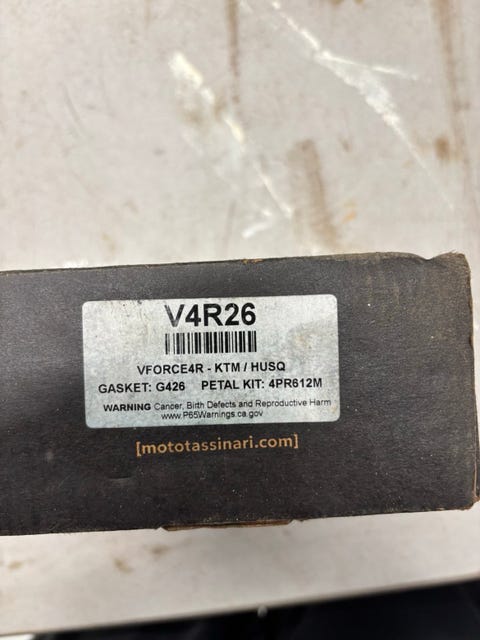 V4R26
VFORCE4R - KTM / HUSQ
GASKET: G426 PETAL KIT: 4PR612M
WARNING Cancer, Birth Defects and Reproductive Harm
www.P65Warnings.ca.gov
[mototassinari.com]